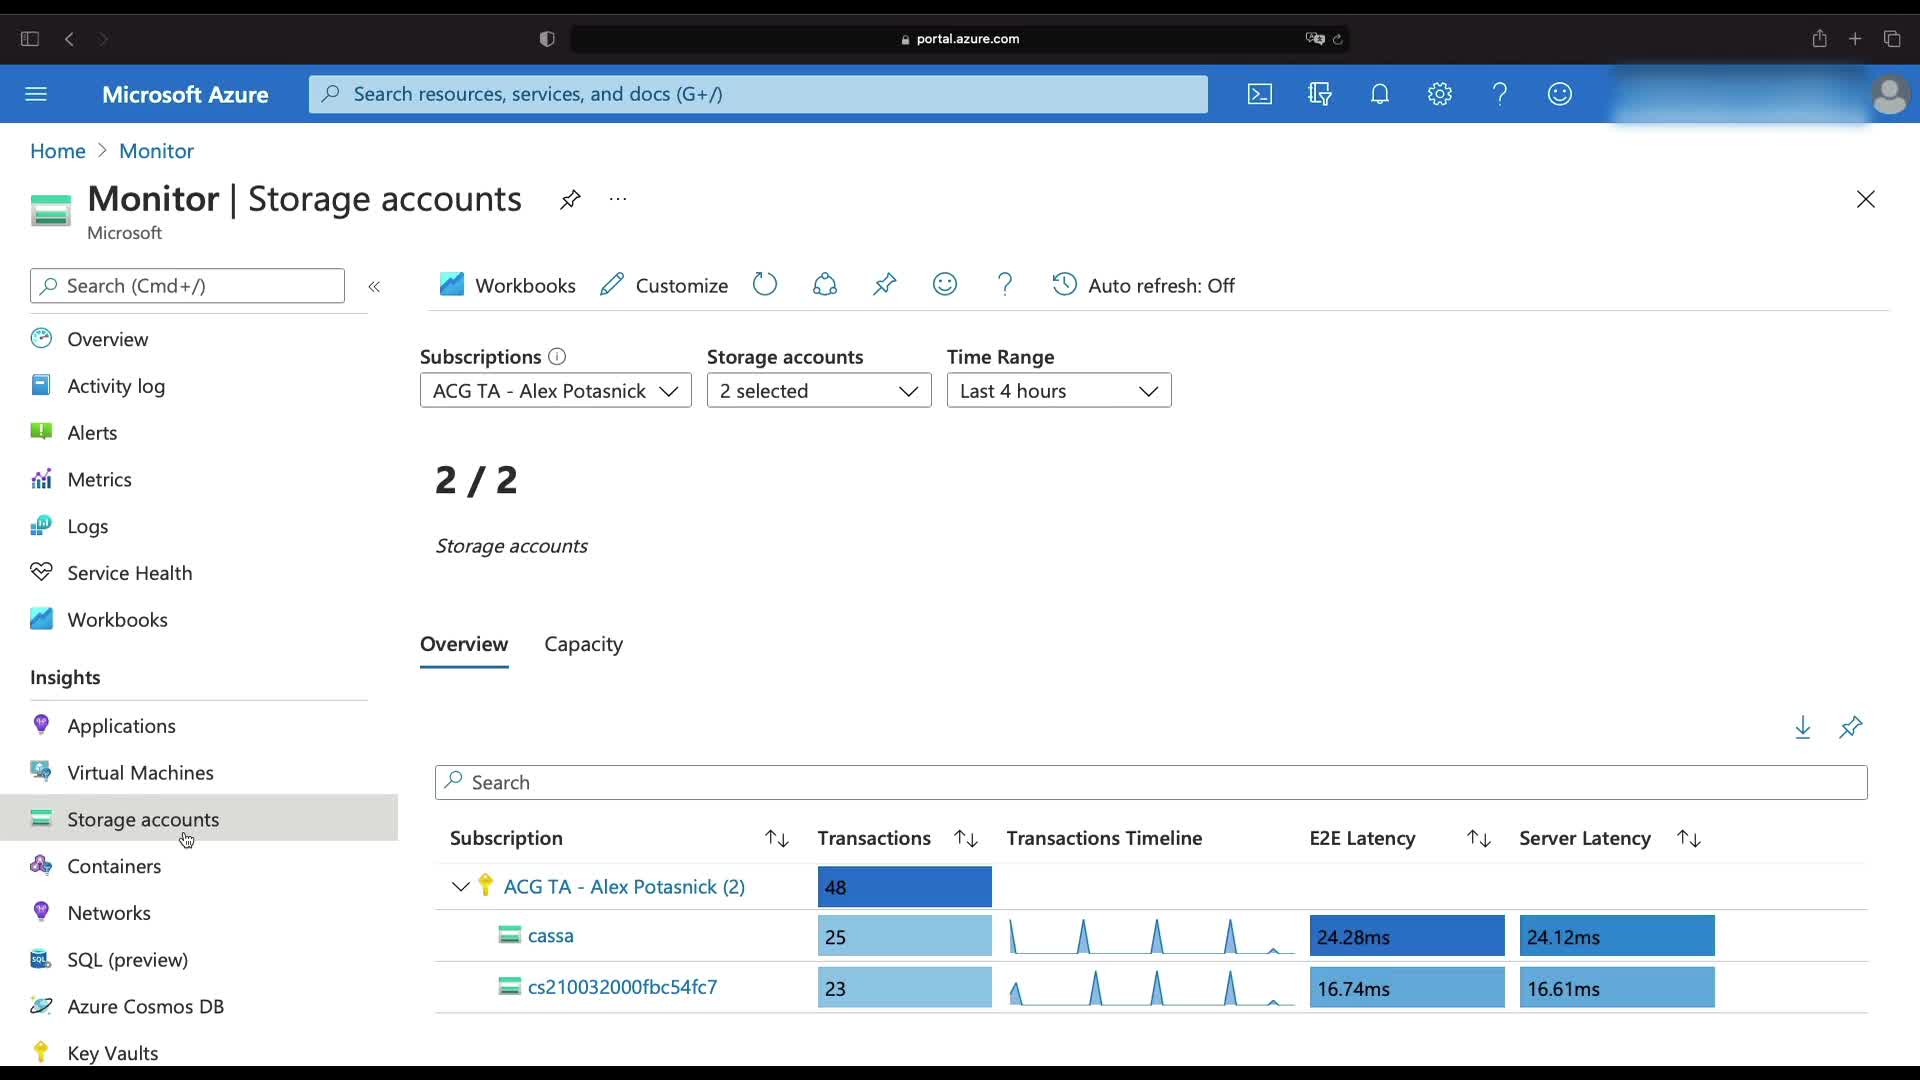 portal.azure.com
Microsoft Azure
Search resources, services, and docs (G+/)
Home > Monitor
Monitor | Storage accounts
Microsoft
Search (Cmd+/)
Workbooks
Customize
Auto refresh: Off
Overview
Activity log
Alerts
Metrics
Logs
Service Health
Workbooks
Insights
Applications
Virtual Machines
Storage accounts
Containers
Networks
SQL (preview)
Azure Cosmos DB
Key Vaults
Subscriptions Storage accounts Time Range
ACG TA - Alex Potasnick 2 selected Last 4 hours
2 / 2
Storage accounts
Overview Capacity
Search
Subscription Transactions Transactions Timeline E2E Latency Server Latency
ACG TA - Alex Potasnick (2) 48
cassa 25 24.28ms 24.12ms
cs210032000fbc54fc7 23 16.74ms 16.61ms